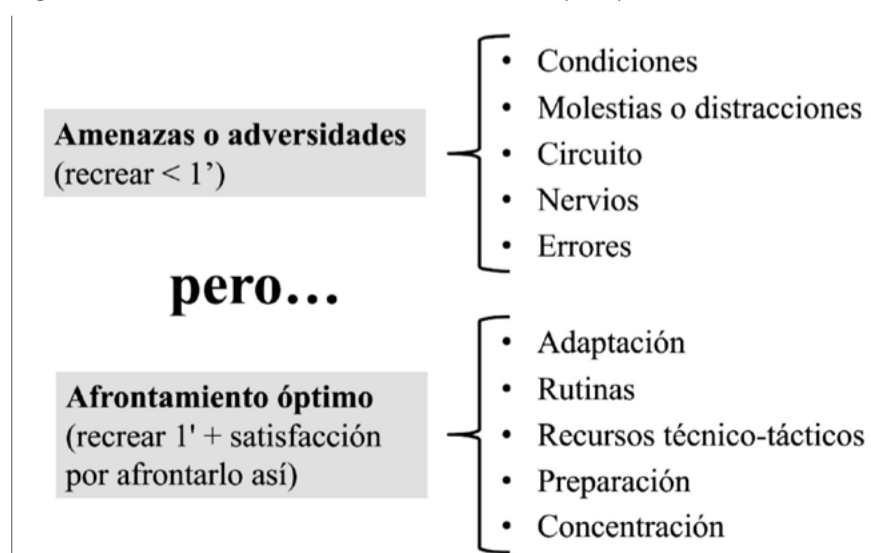 Amenazas o adversidades
(recrear < 1’)
• Condiciones
• Molestias o distracciones
• Circuito
• Nervios
• Errores
pero…
Afrontamiento óptimo
(recrear 1' + satisfacción
por afrontarlo así)
• Adaptación
• Rutinas
• Recursos técnico-tácticos
• Preparación
• Concentración